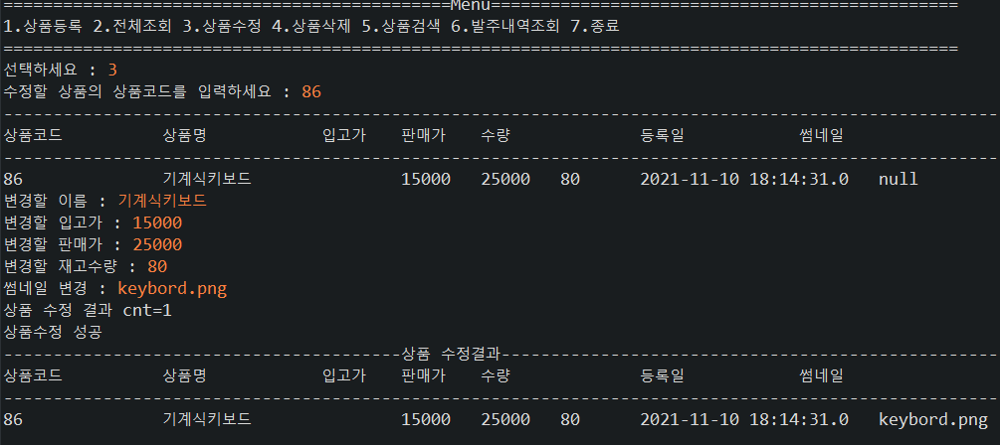 =============================================Menu===============================================
1.상품등록 2.전체조회 3.상품수정 4.상품삭제 5.상품검색 6.발주내역조회 7.종료
================================================================================================
선택하세요 : 3
수정할 상품의 상품코드를 입력하세요 : 86
----------------------------------------------------------------------------------------------------
상품코드 상품명 입고가 판매가 수량 등록일 썸네일
----------------------------------------------------------------------------------------------------
86 기계식키보드 15000 25000 80 2021-11-10 18:14:31.0 null
변경할 이름 : 기계식키보드
변경할 입고가 : 15000
변경할 판매가 : 25000
변경할 재고수량 : 80
썸네일 변경 : keybord.png
상품 수정 결과 cnt=1
상품수정 성공
----------------------------------------상품 수정결과--------------------------------------------------
상품코드 상품명 입고가 판매가 수량 등록일 썸네일
----------------------------------------------------------------------------------------------------
86 기계식키보드 15000 25000 80 2021-11-10 18:14:31.0 keybord.png